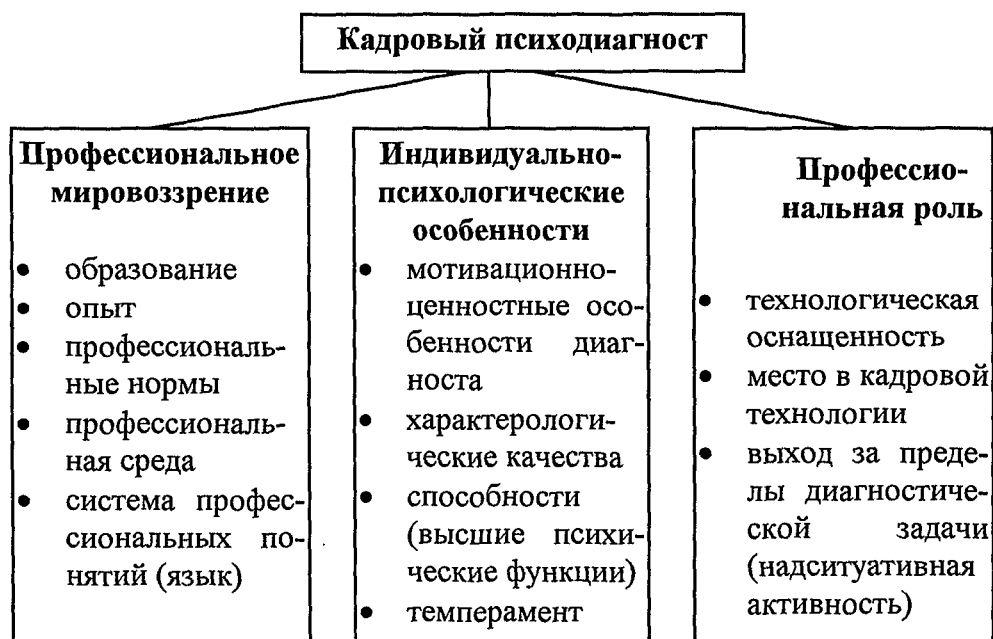 Кадровый психодиагност
Профессиональное
мировоззрение
• образование
• опыт
• профессиональ-
ные нормы
• профессиональ-
ная среда
• система профес-
сиональных по-
нятий (язык)
Индивидуально-
психологические
особенности
• мотивационно-
ценностные осо-
бенности диаг-
носта
• характерологи-
ческие качества
• способности
(высшие психи-
ческие функции)
• темперамент
Профессио-
нальная роль
• технологическая
оснащенность
• место в кадровой
технологии
• выход за преде-
лы диагностиче-
ской задачи
(надситуативная
активность)